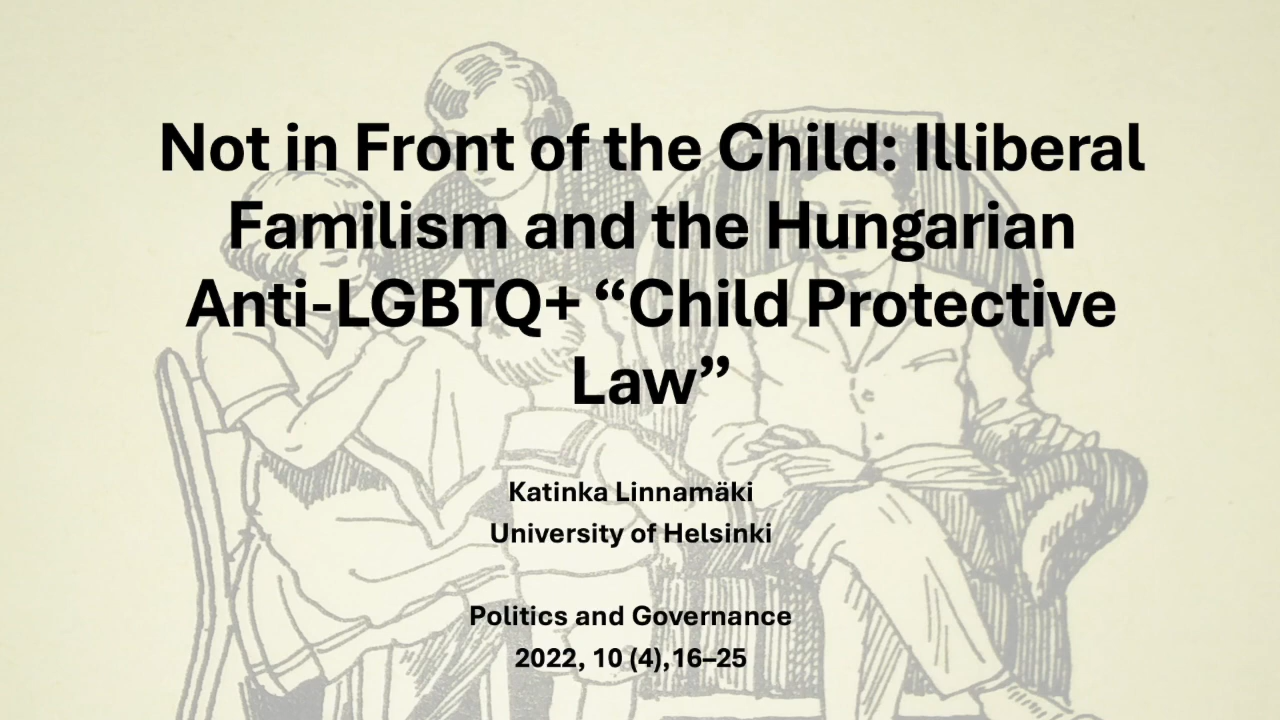 Not in Front of the Child: Illiberal
Familism and the Hungarian
Anti-LGBTQ+ “Child Protective
Law”
Katinka Linnamäki
University of Helsinki
Politics and Governance
2022, 10 (4),16–25